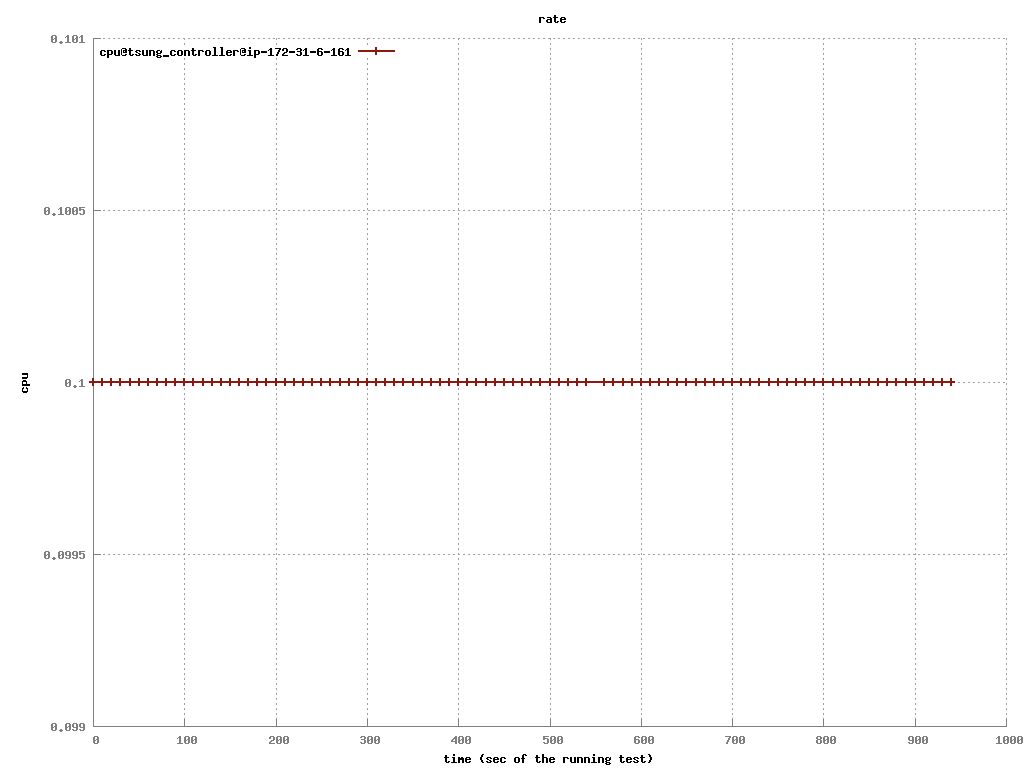 rate
0.101
cpu@tsung_controller@ip-172-31-6-161
0.1005
cpu
0.1
0.0995
0.099
0 100 200 300 400 500 600 700 800 900 1000
time (sec of the running test)